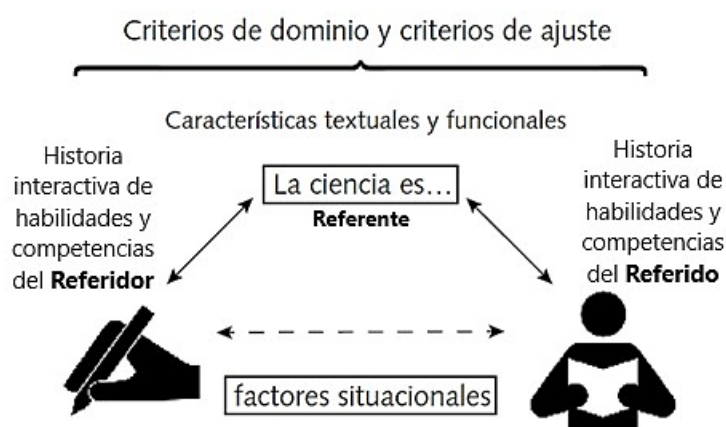 Criterios de dominio y criterios de ajuste
Características textuales y funcionales
Historia
interactiva de
habilidades y
competencias
del Referidor
La ciencia es...
Referente
Historia
interactiva de
habilidades y
competencias
del Referido
factores situacionales